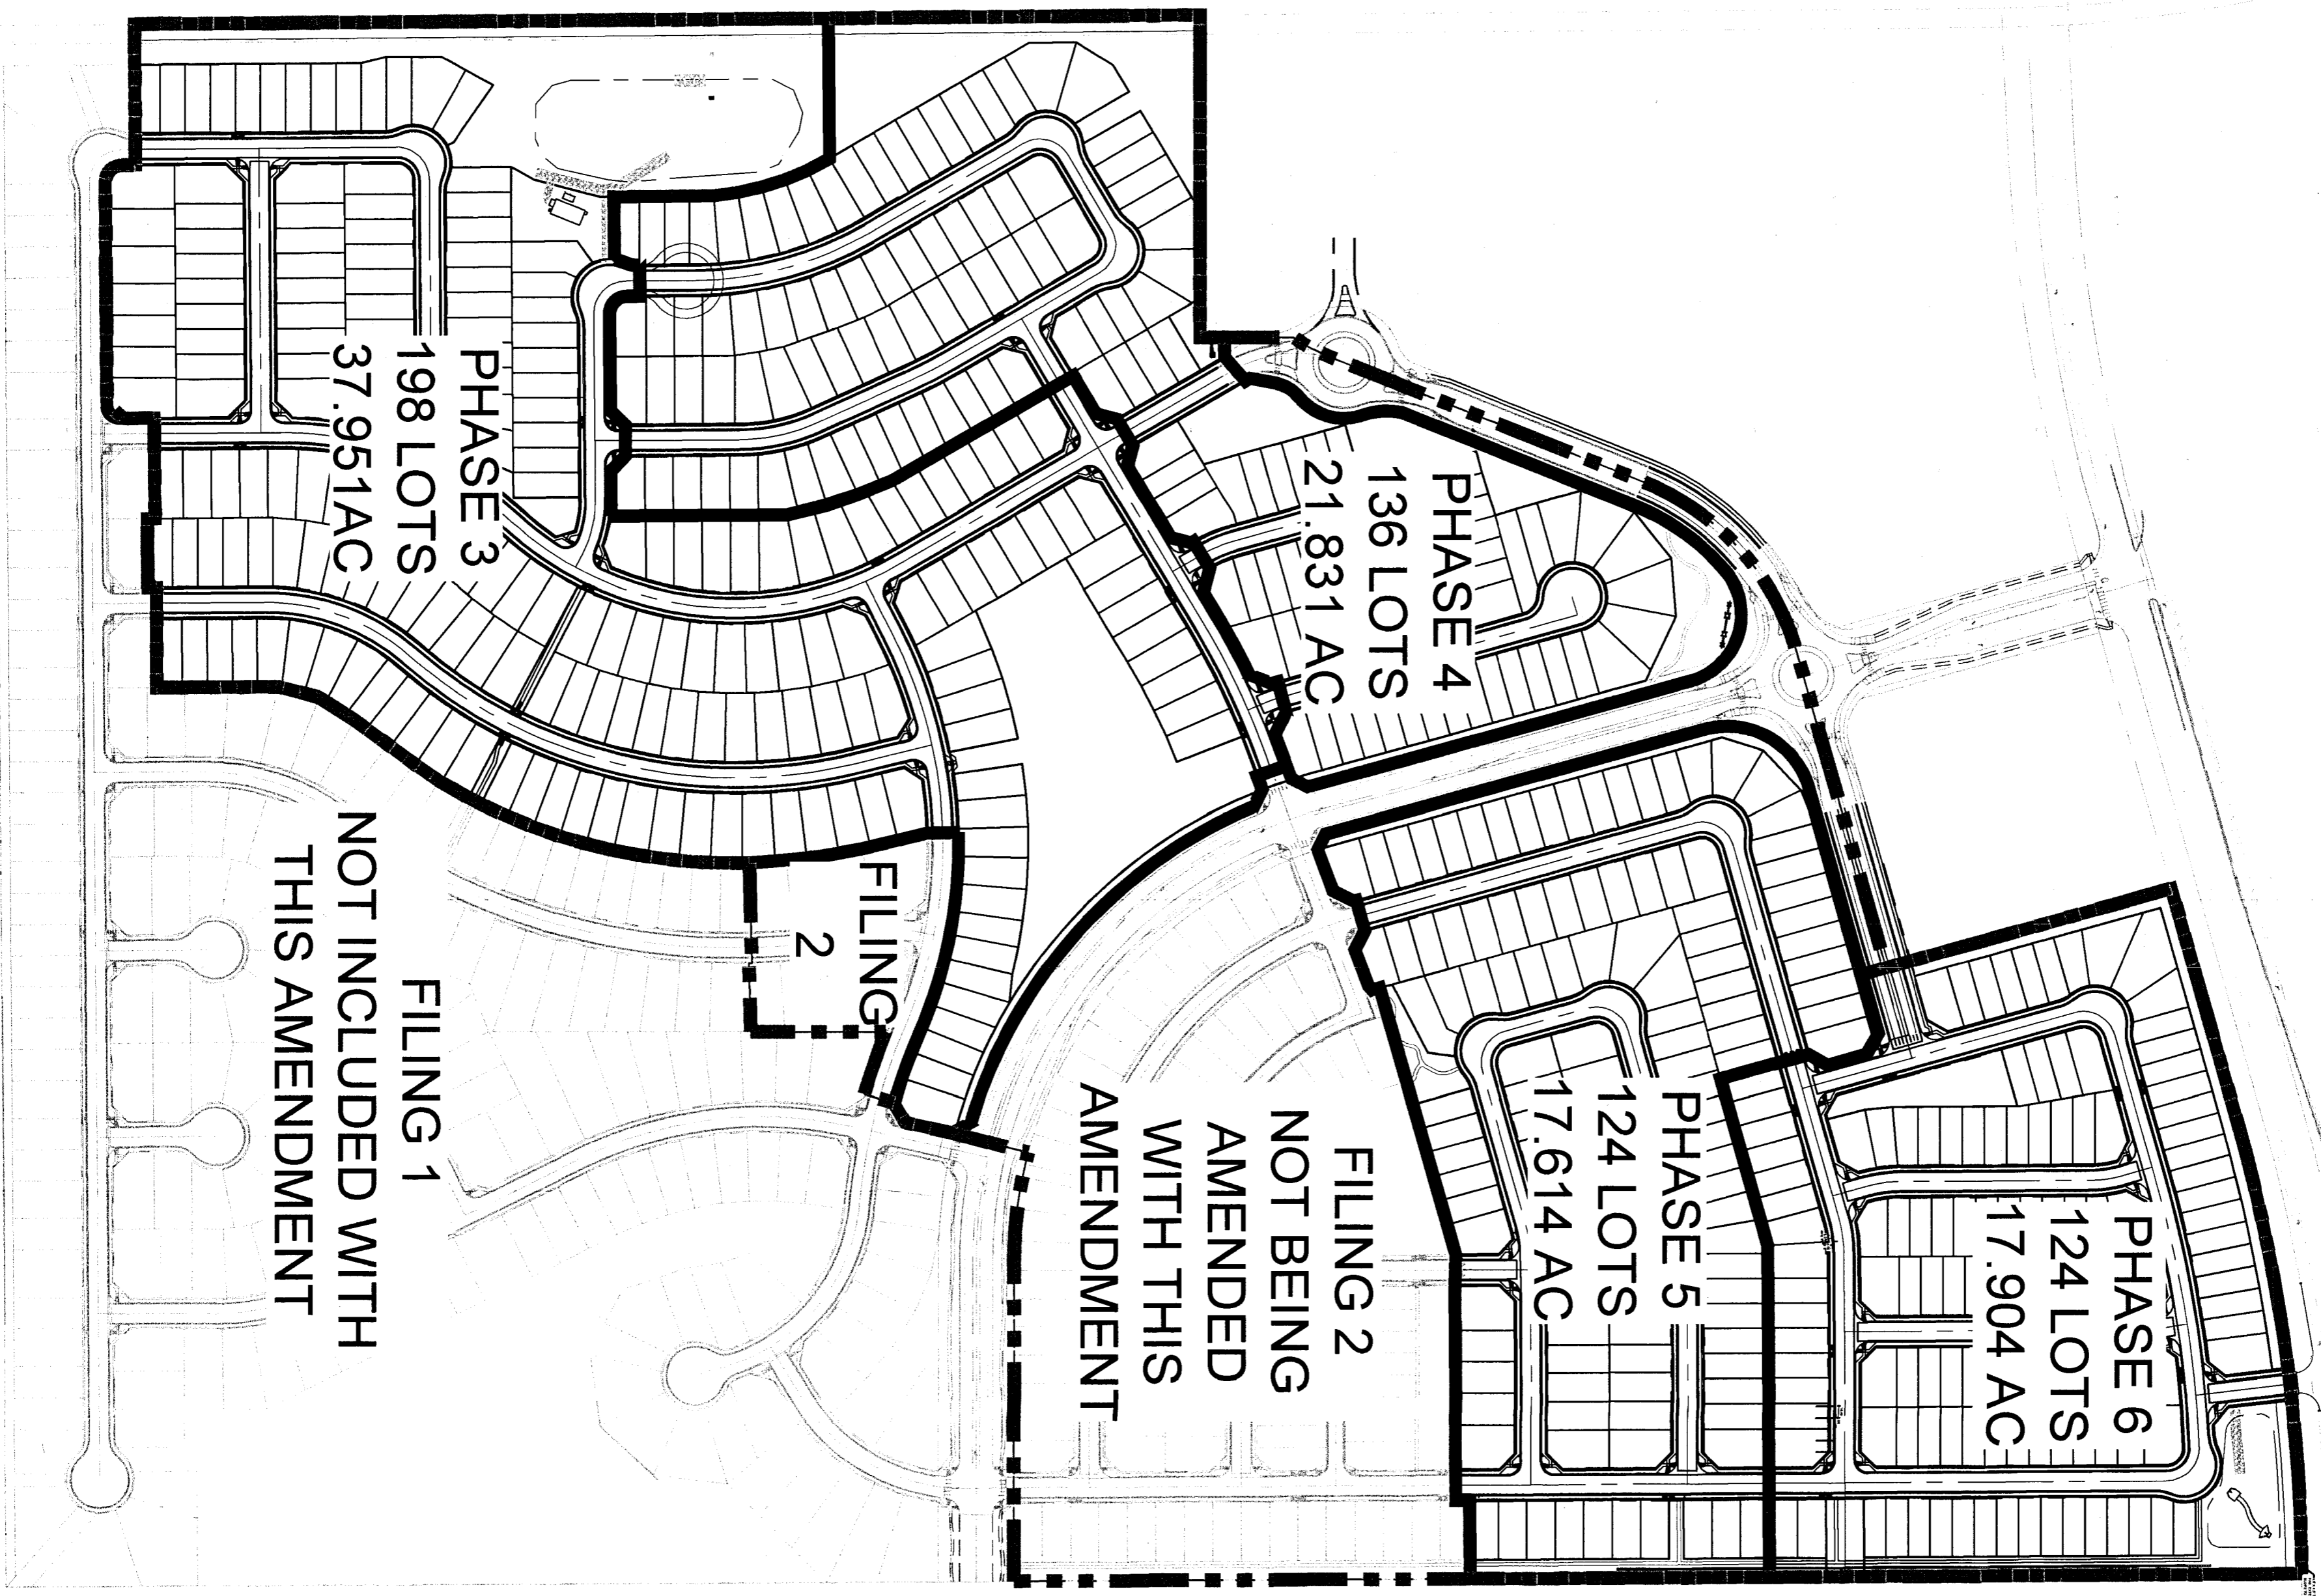 PHASE 3
198 LOTS
37.951AC
PHASE 4
136 LOTS
21.831 AC
PHASE 5
124 LOTS
17.614 AC
PHASE 6
124 LOTS
17.904 AC
FILING
2
FILING 1
NOT INCLUDED WITH
THIS AMENDMENT
FILING 2
NOT BEING
AMENDED
WITH THIS
AMENDMENT